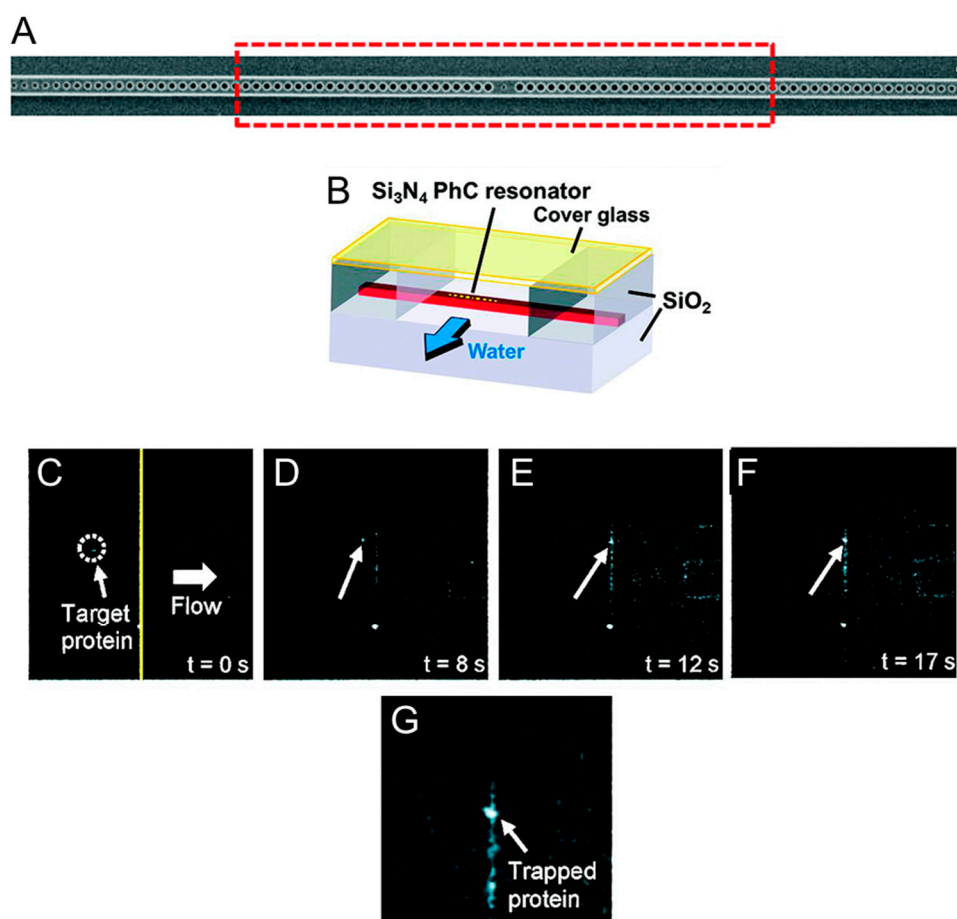 A
B
Si₃N₄ PhC resonator
Cover glass
SiO₂
Water
C
Target
protein
Flow
t = 0 s
D
t = 8 s
E
t = 12 s
F
t = 17 s
G
Trapped
protein